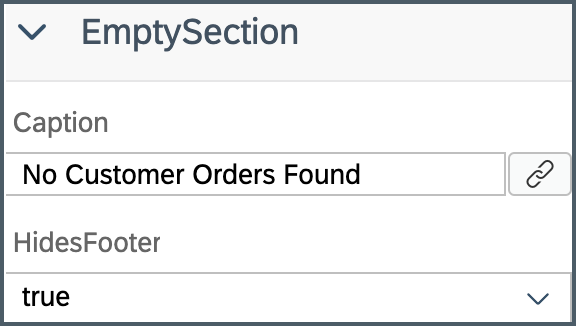 EmptySection
Caption
No Customer Orders Found
HidesFooter
true